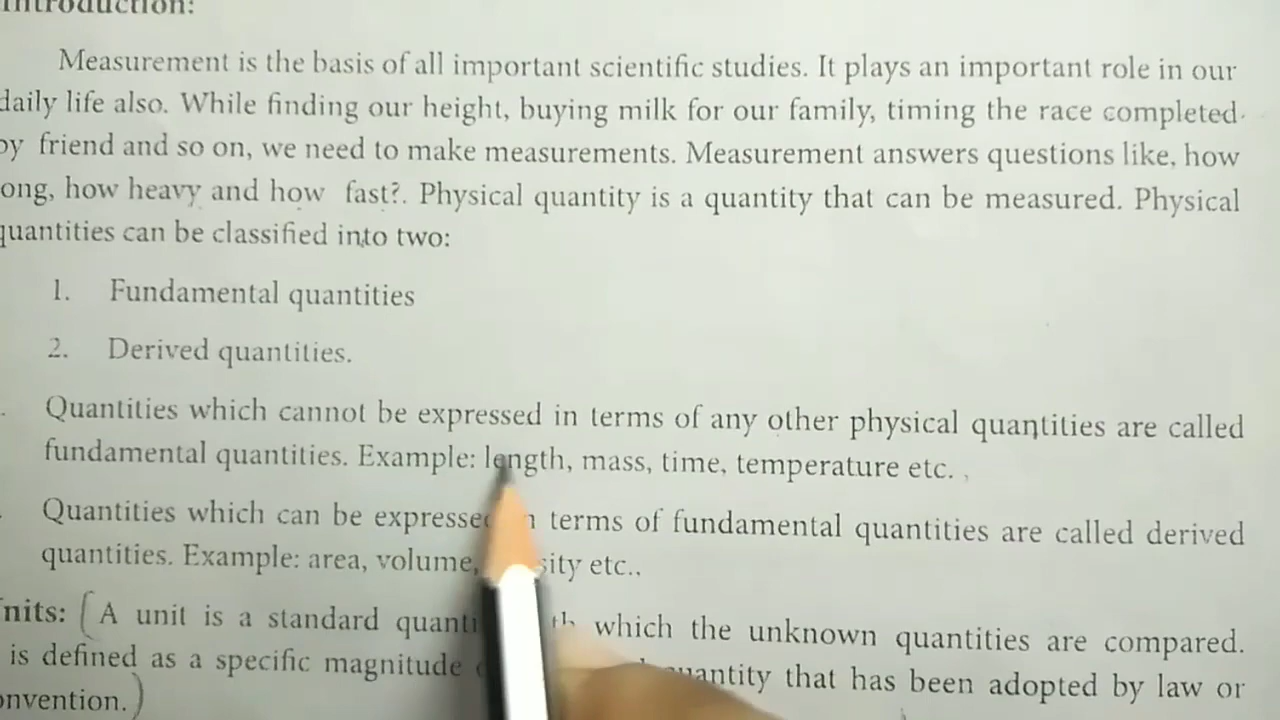 Introduction:
Measurement is the basis of all important scientific studies. It plays an important role in our
daily life also. While finding our height, buying milk for our family, timing the race completed
by friend and so on, we need to make measurements. Measurement answers questions like, how
ong, how heavy and how fast?. Physical quantity is a quantity that can be measured. Physical
quantities can be classified into two:
1. Fundamental quantities
2. Derived quantities.
Quantities which cannot be expressed in terms of any other physical quantities are called
fundamental quantities. Example: length, mass, time, temperature etc. ,
Quantities which can be expressed terms of fundamental quantities are called derived
quantities. Example: area, volume, sity etc..
nits: (A unit is a standard quanti th which the unknown quantities are compared.
is defined as a specific magnitude quantity that has been adopted by law or
onvention.)